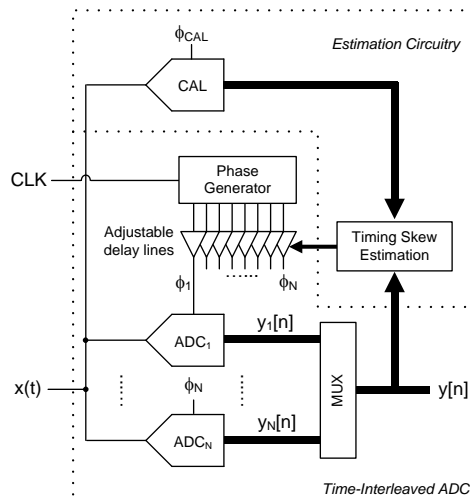 ϕCAL
Estimation Circuitry
CAL
CLK
Phase
Generator
Adjustable
delay lines
Timing Skew
Estimation
ϕ1
ϕN
ADC1
y1[n]
x(t)
MUX
y[n]
ϕN
ADCN
yN[n]
Time-Interleaved ADC